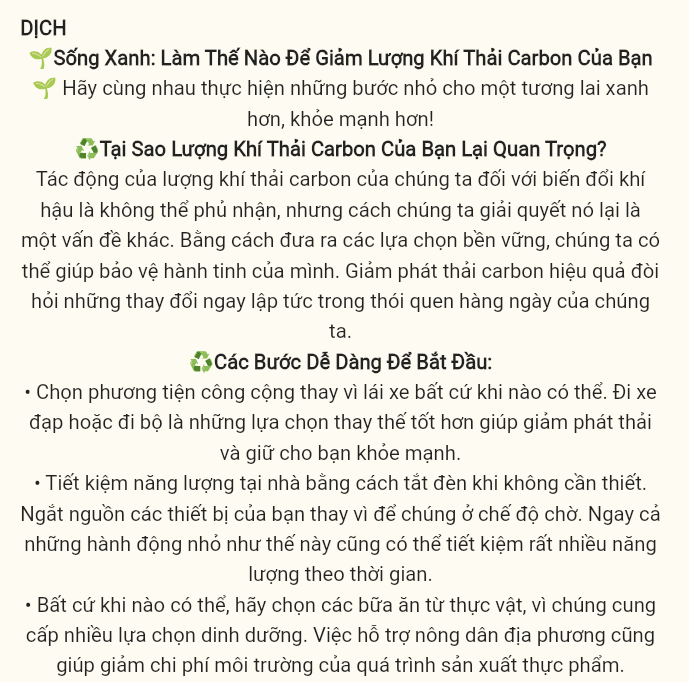 DỊCH
🌱Sống Xanh: Làm Thế Nào Để Giảm Lượng Khí Thải Carbon Của Bạn
🌱 Hãy cùng nhau thực hiện những bước nhỏ cho một tương lai xanh
hơn, khỏe mạnh hơn!
♻️Tại Sao Lượng Khí Thải Carbon Của Bạn Lại Quan Trọng?
Tác động của lượng khí thải carbon của chúng ta đối với biến đổi khí
hậu là không thể phủ nhận, nhưng cách chúng ta giải quyết nó lại là
một vấn đề khác. Bằng cách đưa ra các lựa chọn bền vững, chúng ta có
thể giúp bảo vệ hành tinh của mình. Giảm phát thải carbon hiệu quả đòi
hỏi những thay đổi ngay lập tức trong thói quen hàng ngày của chúng
ta.
♻️Các Bước Dễ Dàng Để Bắt Đầu:
• Chọn phương tiện công cộng thay vì lái xe bất cứ khi nào có thể. Đi xe
đạp hoặc đi bộ là những lựa chọn thay thế tốt hơn giúp giảm phát thải
và giữ cho bạn khỏe mạnh.
• Tiết kiệm năng lượng tại nhà bằng cách tắt đèn khi không cần thiết.
Ngắt nguồn các thiết bị của bạn thay vì để chúng ở chế độ chờ. Ngay cả
những hành động nhỏ như thế này cũng có thể tiết kiệm rất nhiều năng
lượng theo thời gian.
• Bất cứ khi nào có thể, hãy chọn các bữa ăn từ thực vật, vì chúng cung
cấp nhiều lựa chọn dinh dưỡng. Việc hỗ trợ nông dân địa phương cũng
giúp giảm chi phí môi trường của quá trình sản xuất thực phẩm.